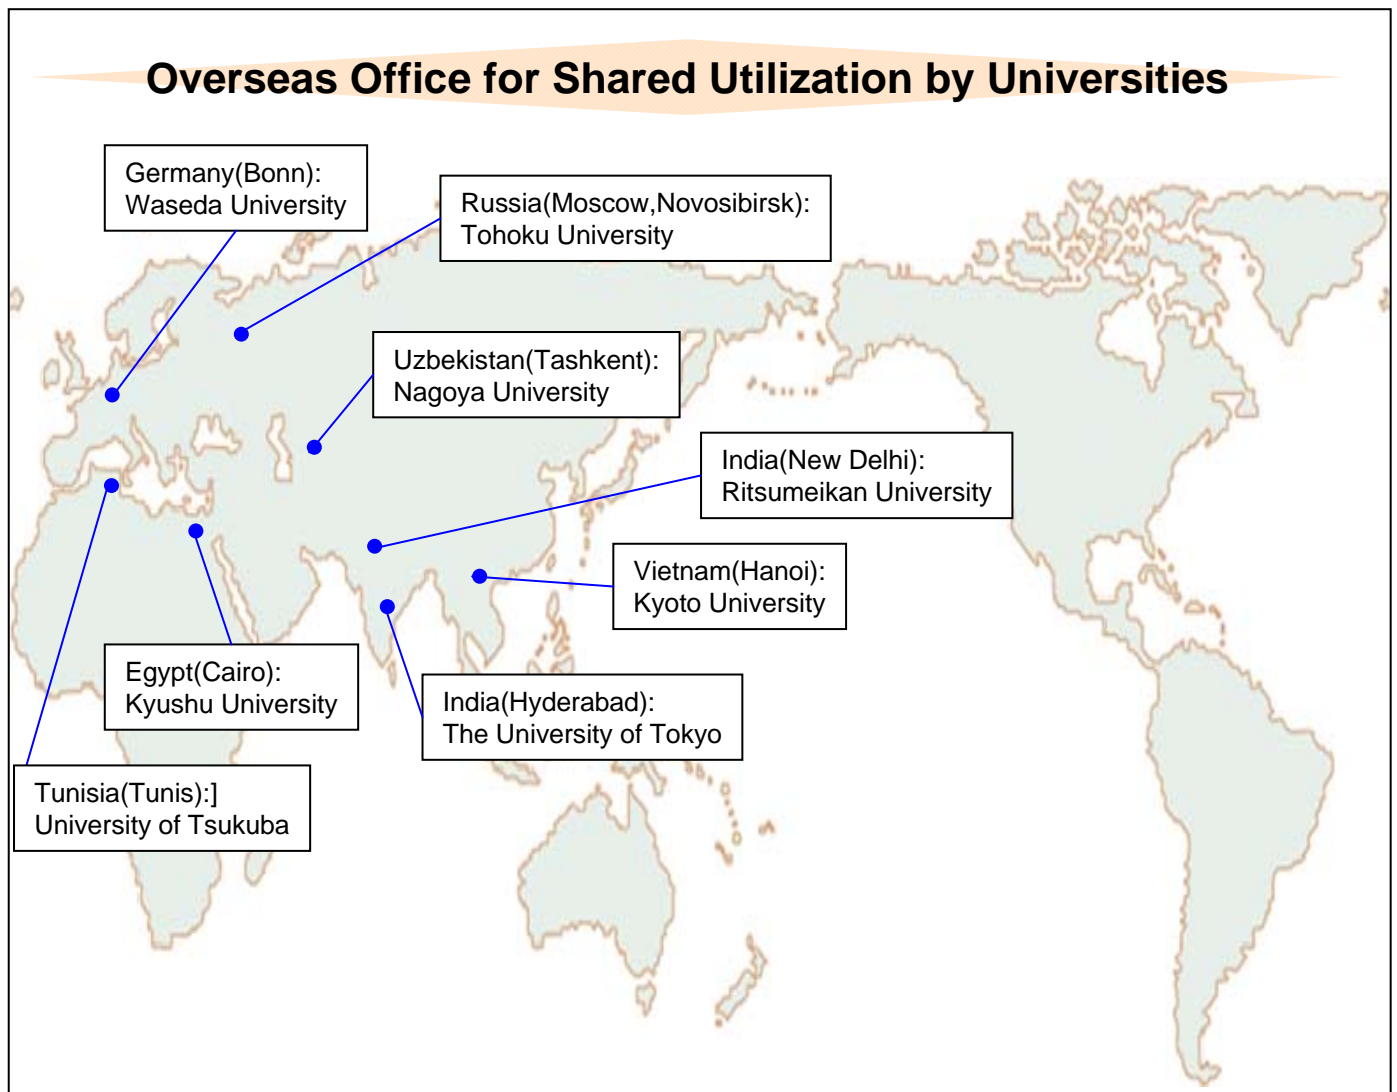 Overseas Office for Shared Utilization by Universities
Germany(Bonn):
Waseda University
Russia(Moscow,Novosibirsk):
Tohoku University
Uzbekistan(Tashkent):
Nagoya University
India(New Delhi):
Ritsumeikan University
Vietnam(Hanoi):
Kyoto University
Egypt(Cairo):
Kyushu University
India(Hyderabad):
The University of Tokyo
Tunisia(Tunis):]
University of Tsukuba